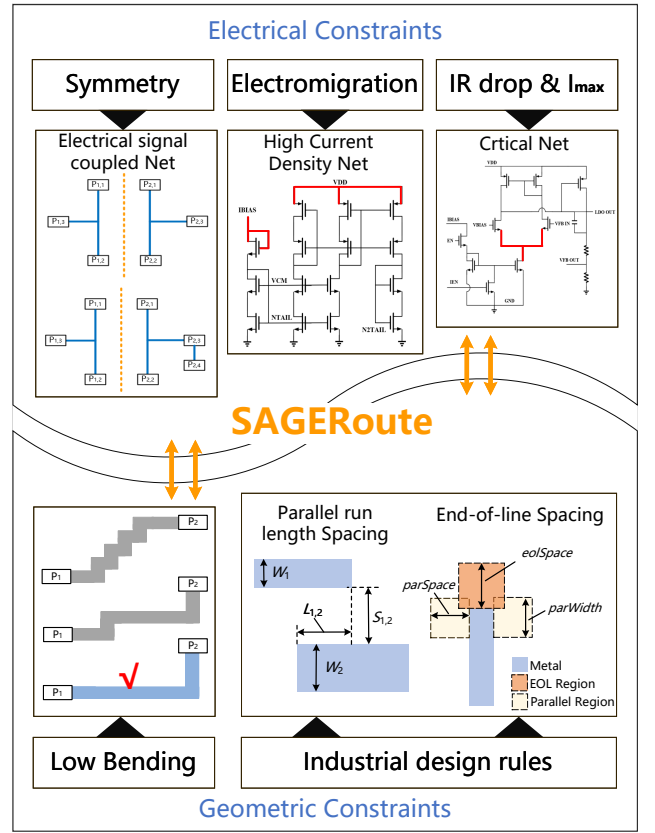 Electrical Constraints
Symmetry
Electromigration
IR drop & Imax
Electrical signal
coupled Net
P1,1
P2,1
P1,3
P2,3
P1,2
P2,2
P1,1
P2,1
P1,3
P2,3
P2,4
P1,2
P2,2
High Current
Density Net
VDD
IBIAS
VCM
NTAIL
N2TAIL
Crtical Net
VDD
LDO OUT
IBIAS
VBIAS
VFB IN
EN
VFB OUT
IEN
GND
SAGERoute
P2
P1
P2
P1
P2
P1
√
Parallel run
length Spacing
W1
L1,2
S1,2
W2
End-of-line Spacing
eolSpace
parSpace
parWidth
Metal
EOL Region
Parallel Region
Low Bending
Industrial design rules
Geometric Constraints